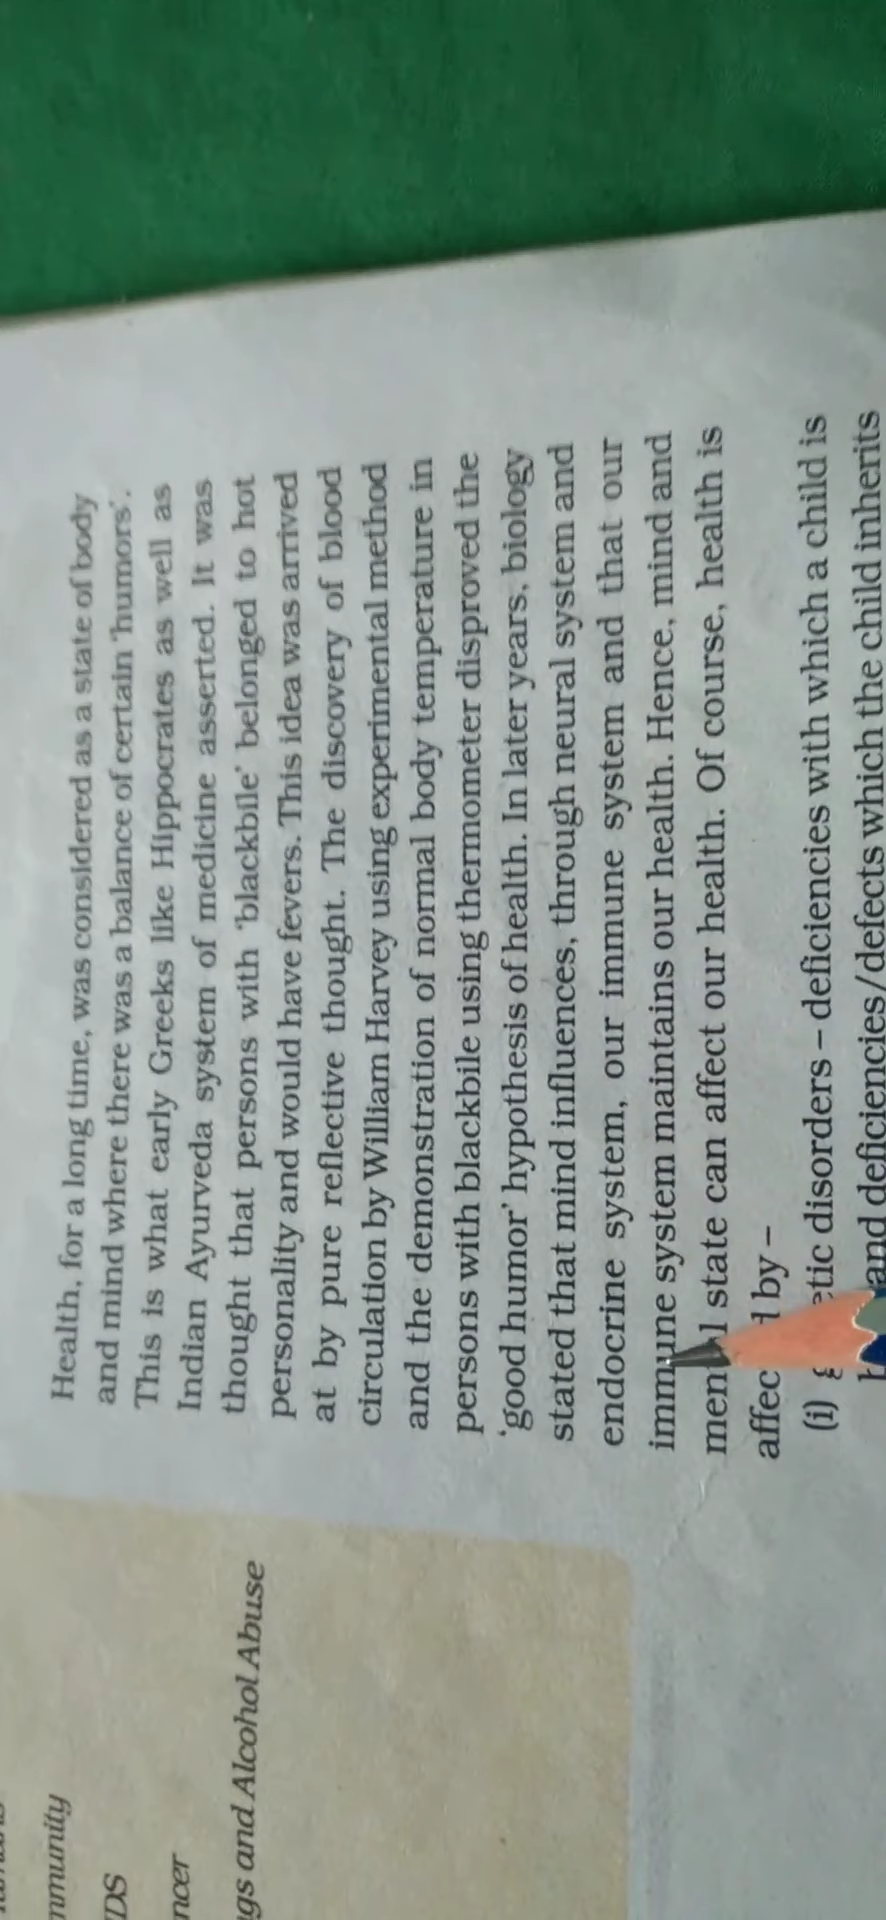 Health, for a long time, was considered as a state of body
and mind where there was a balance of certain ‘humors’.
This is what early Greeks like Hippocrates as well as
Indian Ayurveda system of medicine asserted. It was
thought that persons with ‘blackbile’ belonged to hot
personality and would have fevers. This idea was arrived
at by pure reflective thought. The discovery of blood
circulation by William Harvey using experimental method
and the demonstration of normal body temperature in
persons with blackbile using thermometer disproved the
‘good humor’ hypothesis of health. In later years, biology
stated that mind influences, through neural system and
endocrine system, our immune system and that our
immune system maintains our health. Hence, mind and
state can affect our health. Of course, health is
by –
(i) disorders – deficiencies with which a child is
and deficiencies/defects which the child inherits
and Alcohol Abuse